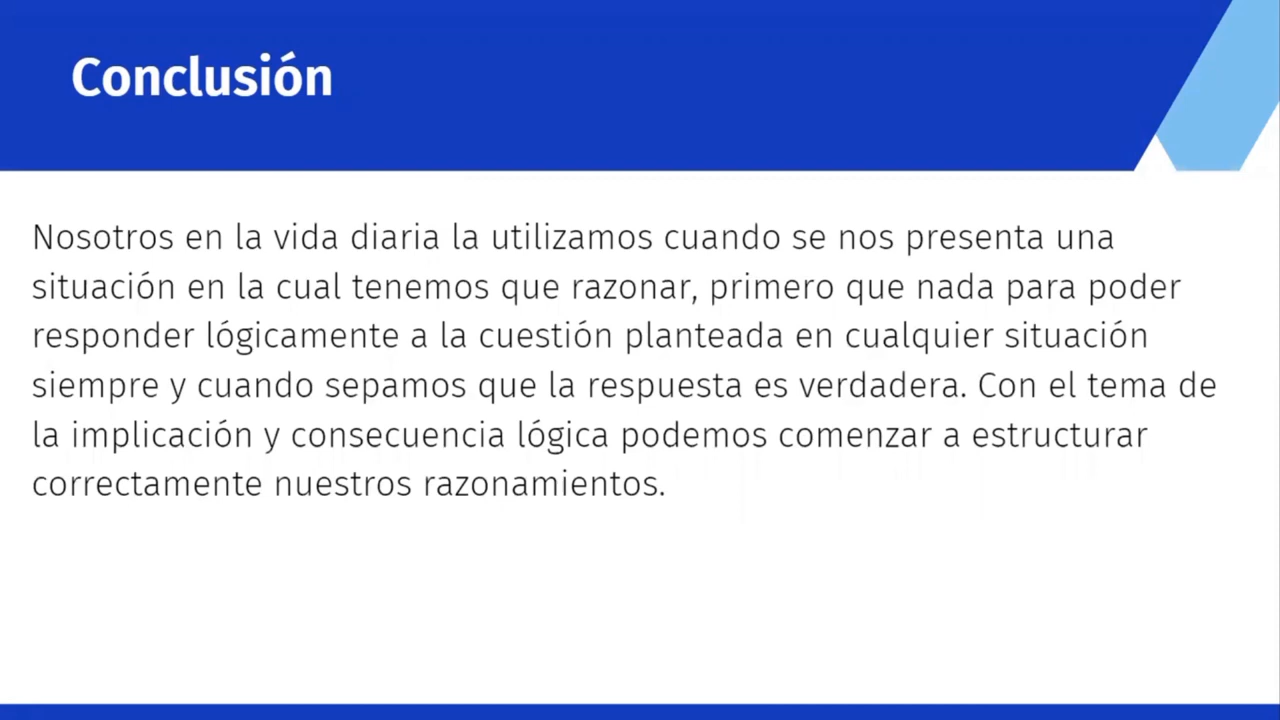 Conclusión
Nosotros en la vida diaria la utilizamos cuando se nos presenta una
situación en la cual tenemos que razonar, primero que nada para poder
responder lógicamente a la cuestión planteada en cualquier situación
siempre y cuando sepamos que la respuesta es verdadera. Con el tema de
la implicación y consecuencia lógica podemos comenzar a estructurar
correctamente nuestros razonamientos.